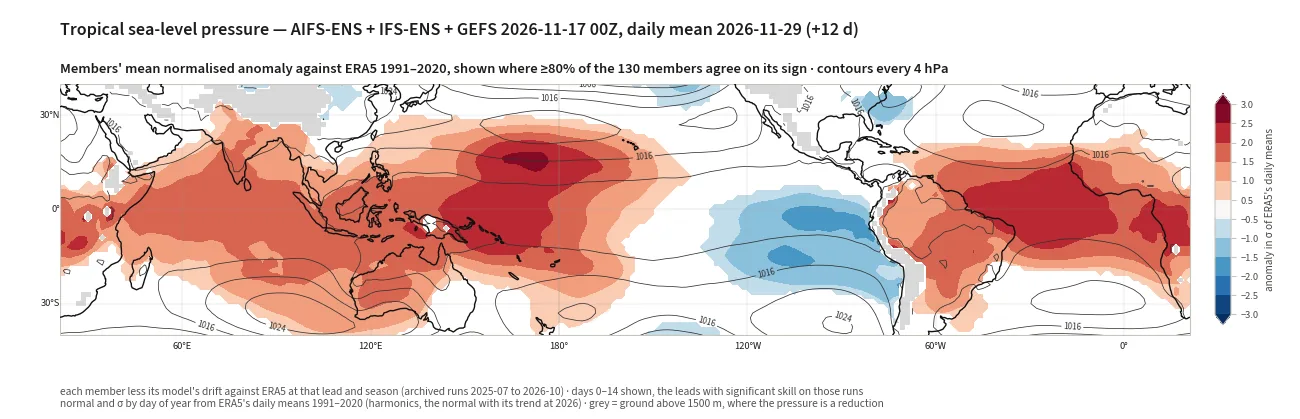 Tropical sea-level pressure — AIFS-ENS + IFS-ENS + GEFS 2026-11-17 00Z, daily mean 2026-11-29 (+12 d)
Members' mean normalised anomaly against ERA5 1991–2020, shown where ≥80% of the 130 members agree on its sign · contours every 4 hPa
1016
1016
1016
1016
1016
1016
30°N
1016
1016
0°
1016
30°S
1016
1024
1016
1024
1016
60°E
120°E
180°
120°W
60°W
0°
3.0
2.5
2.0
1.5
1.0
0.5
−0.5
−1.0
−1.5
−2.0
−2.5
−3.0
anomaly in σ of ERA5's daily means
each member less its model's drift against ERA5 at that lead and season (archived runs 2025-07 to 2026-10) · days 0–14 shown, the leads with significant skill on those runs
normal and σ by day of year from ERA5's daily means 1991–2020 (harmonics, the normal with its trend at 2026) · grey = ground above 1500 m, where the pressure is a reduction